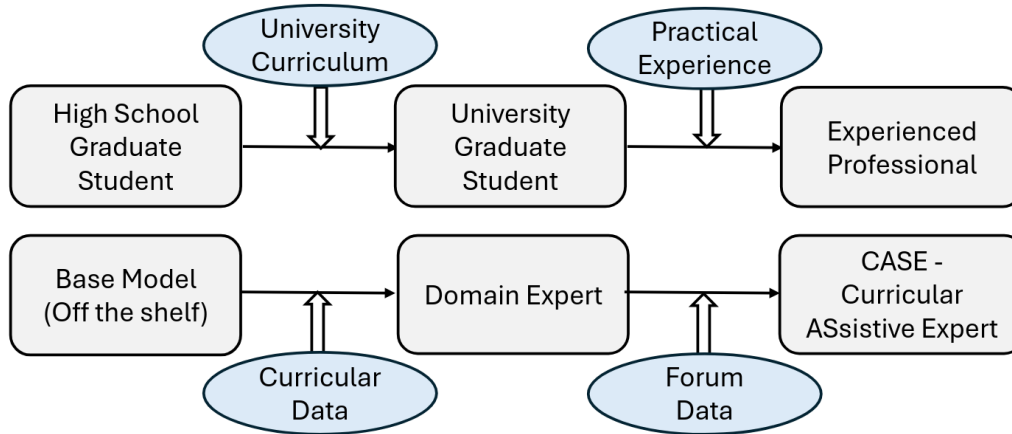 University
Curriculum
Practical
Experience
High School
Graduate
Student
University
Graduate
Student
Experienced
Professional
Base Model
(Off the shelf)
Domain Expert
CASE -
Curricular
ASsistive Expert
Curricular
Data
Forum
Data